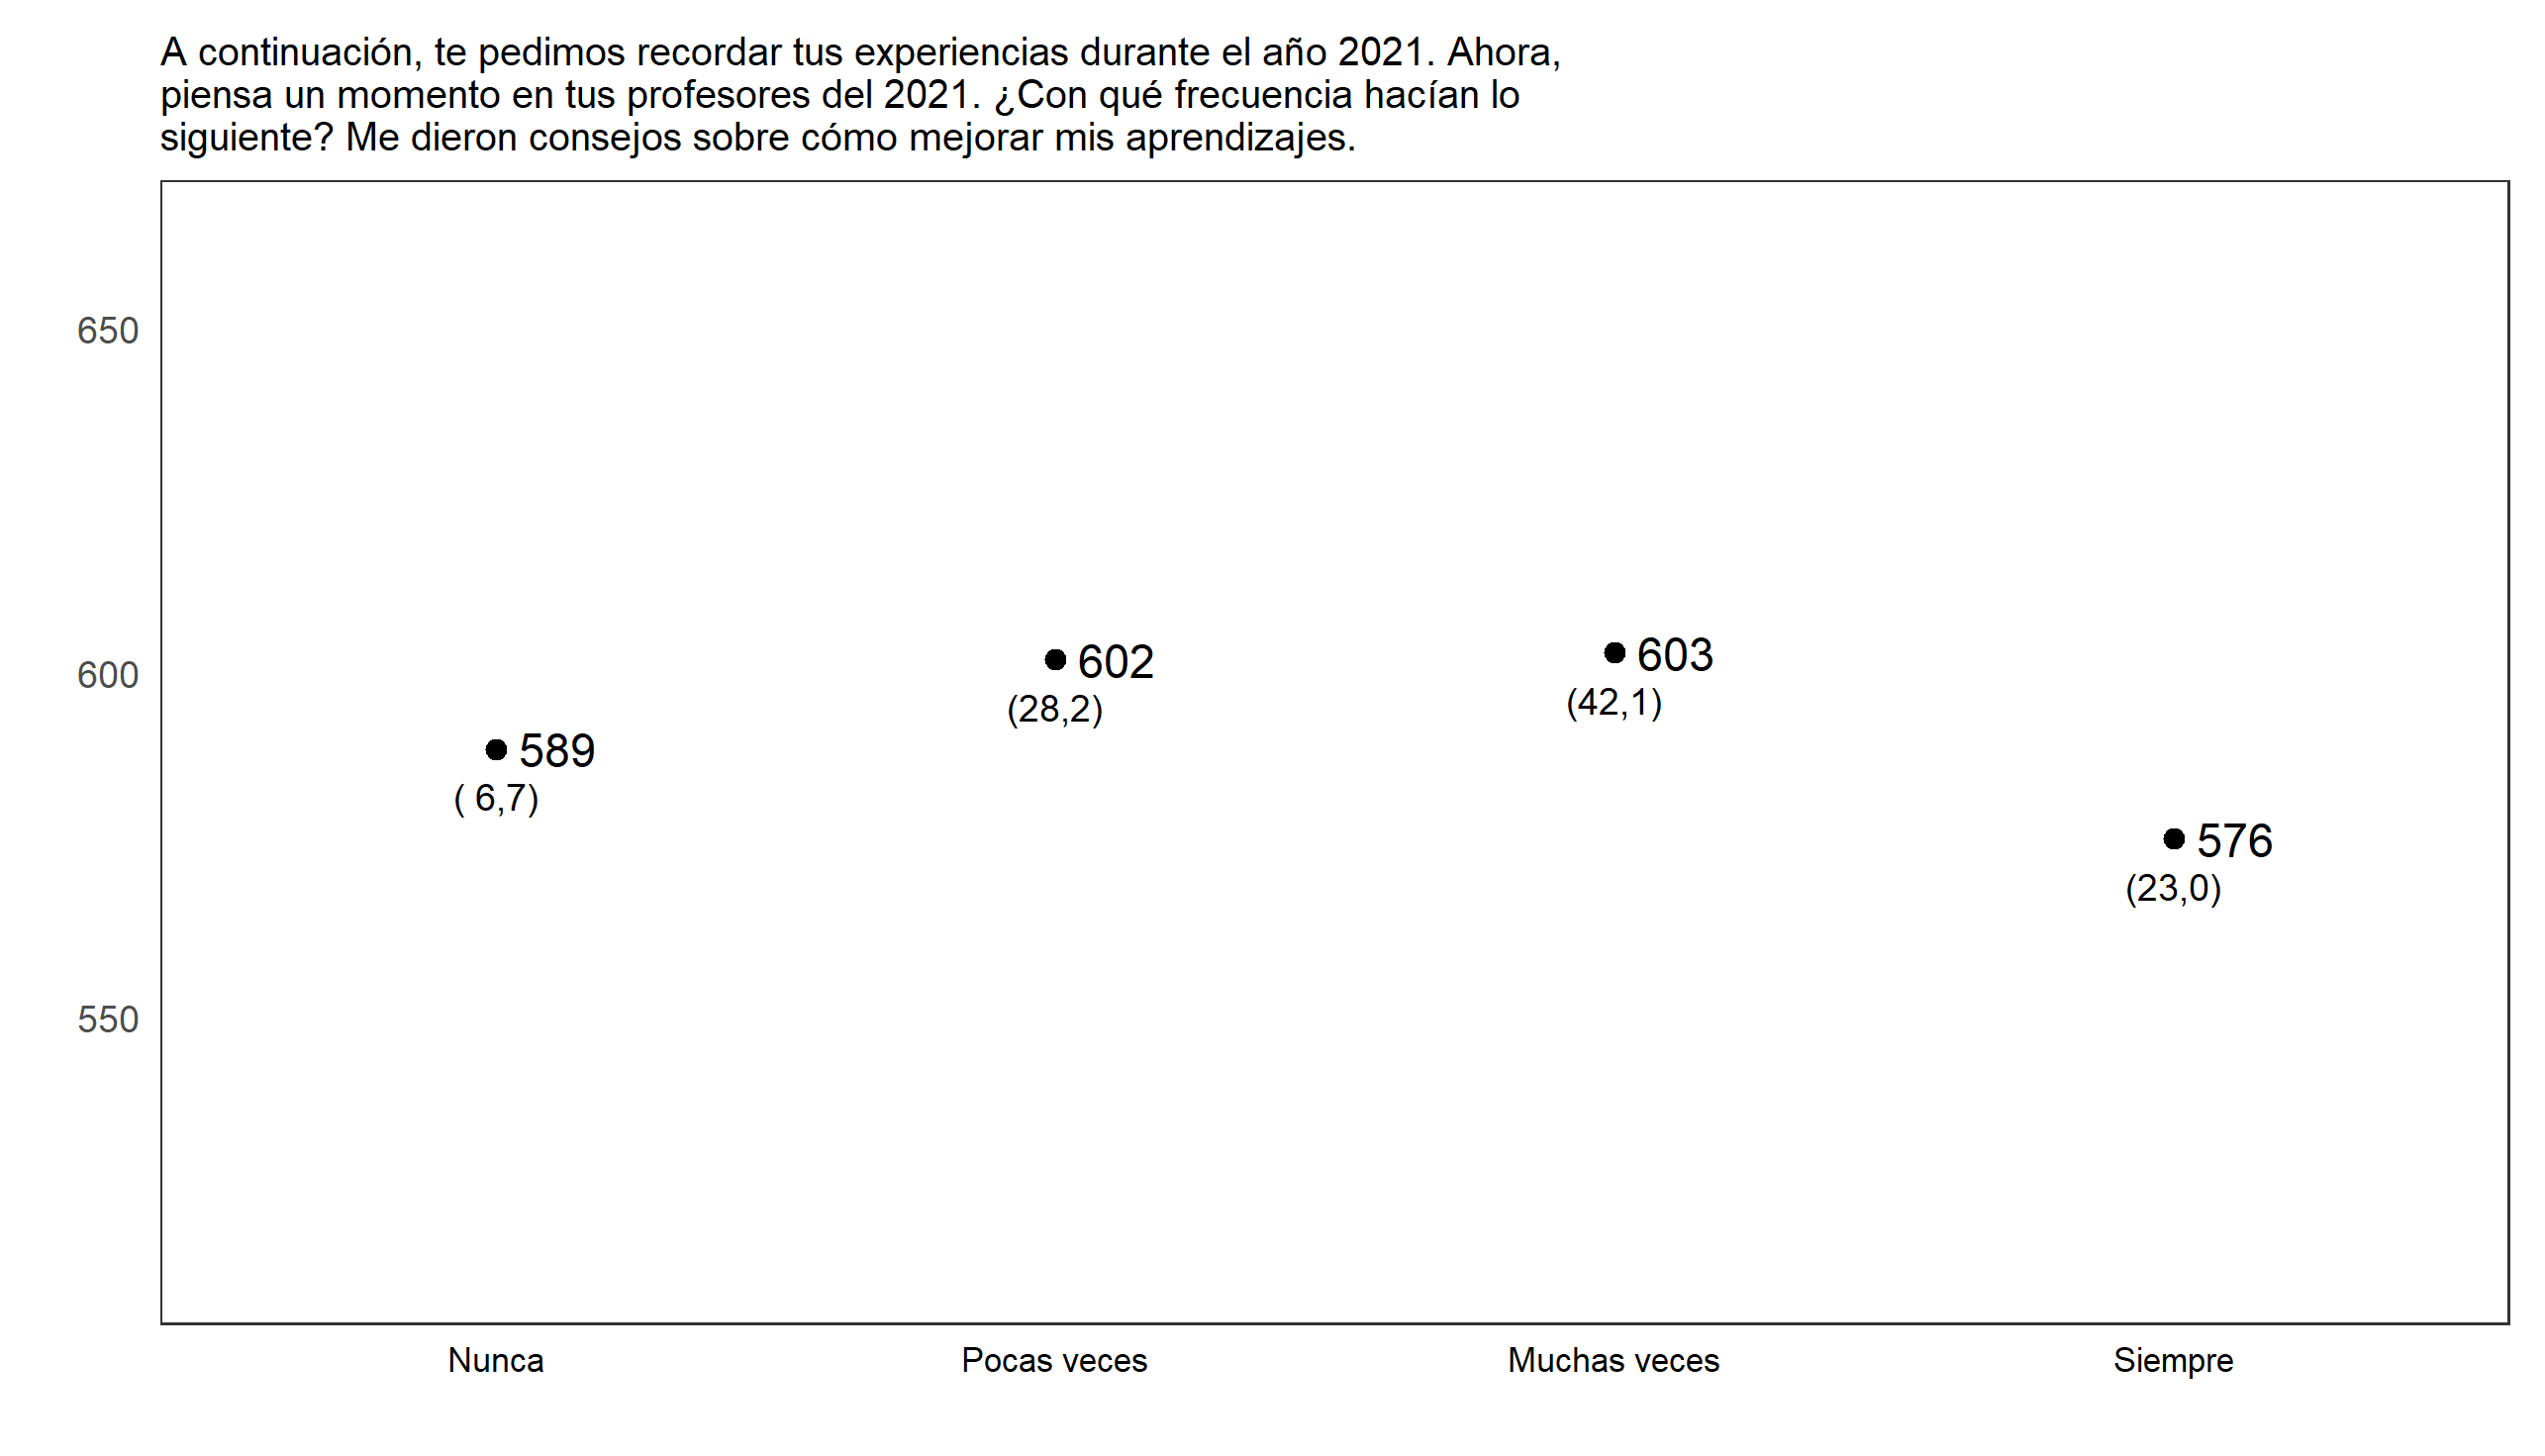 A continuación, te pedimos recordar tus experiencias durante el año 2021. Ahora,
piensa un momento en tus profesores del 2021. ¿Con qué frecuencia hacían lo
siguiente? Me dieron consejos sobre cómo mejorar mis aprendizajes.
650
600
550
589
( 6,7)
602
(28,2)
603
(42,1)
576
(23,0)
Nunca
Pocas veces
Muchas veces
Siempre